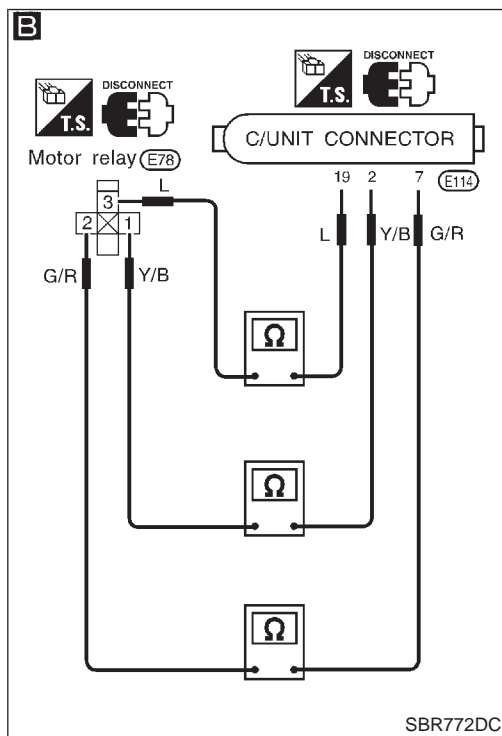 B
DISCONNECT
T.S.
DISCONNECT
T.S.
C/UNIT CONNECTOR
Motor relay E78
L
19 2 7 E114
3
2 1
L Y/B G/R
G/R Y/B
Ω
Ω
Ω
SBR772DC